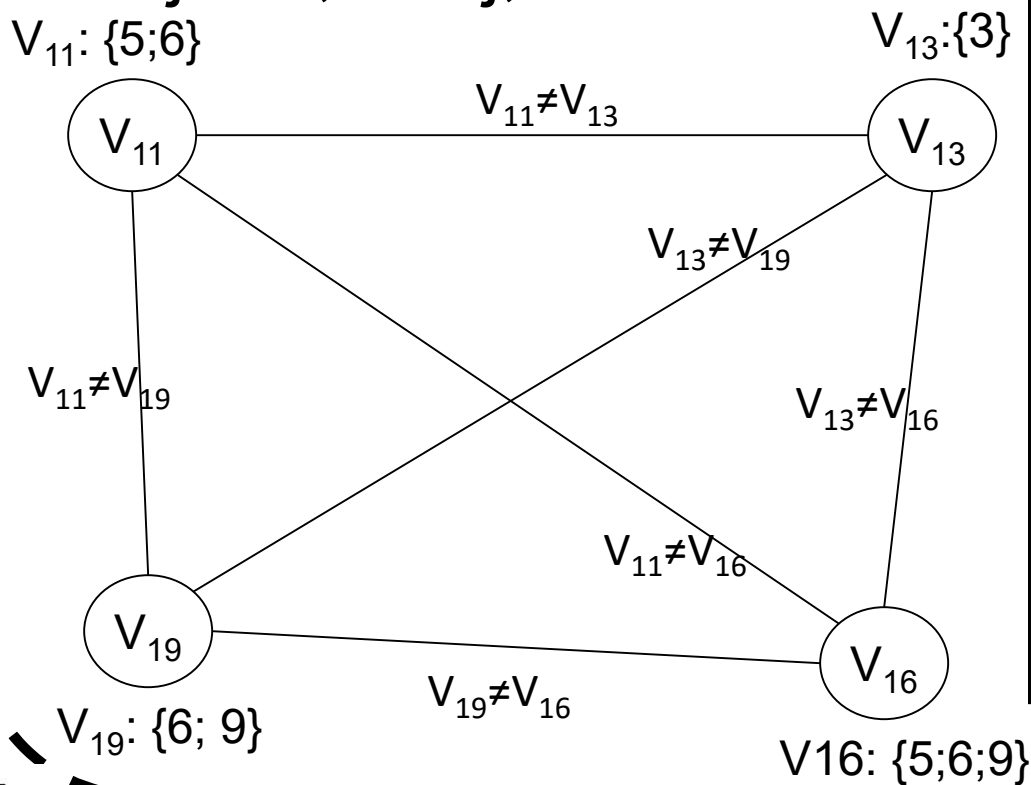 V₁₁: {5;6}
V₁₃:{3}
V₁₁≠V₁₃
V₁₁
V₁₃
V₁₃≠V₁₉
V₁₁≠V₁₉
V₁₃≠V₁₆
V₁₁≠V₁₆
V₁₉
V₁₆
V₁₉≠V₁₆
V₁₉: {6; 9}
V16: {5;6;9}